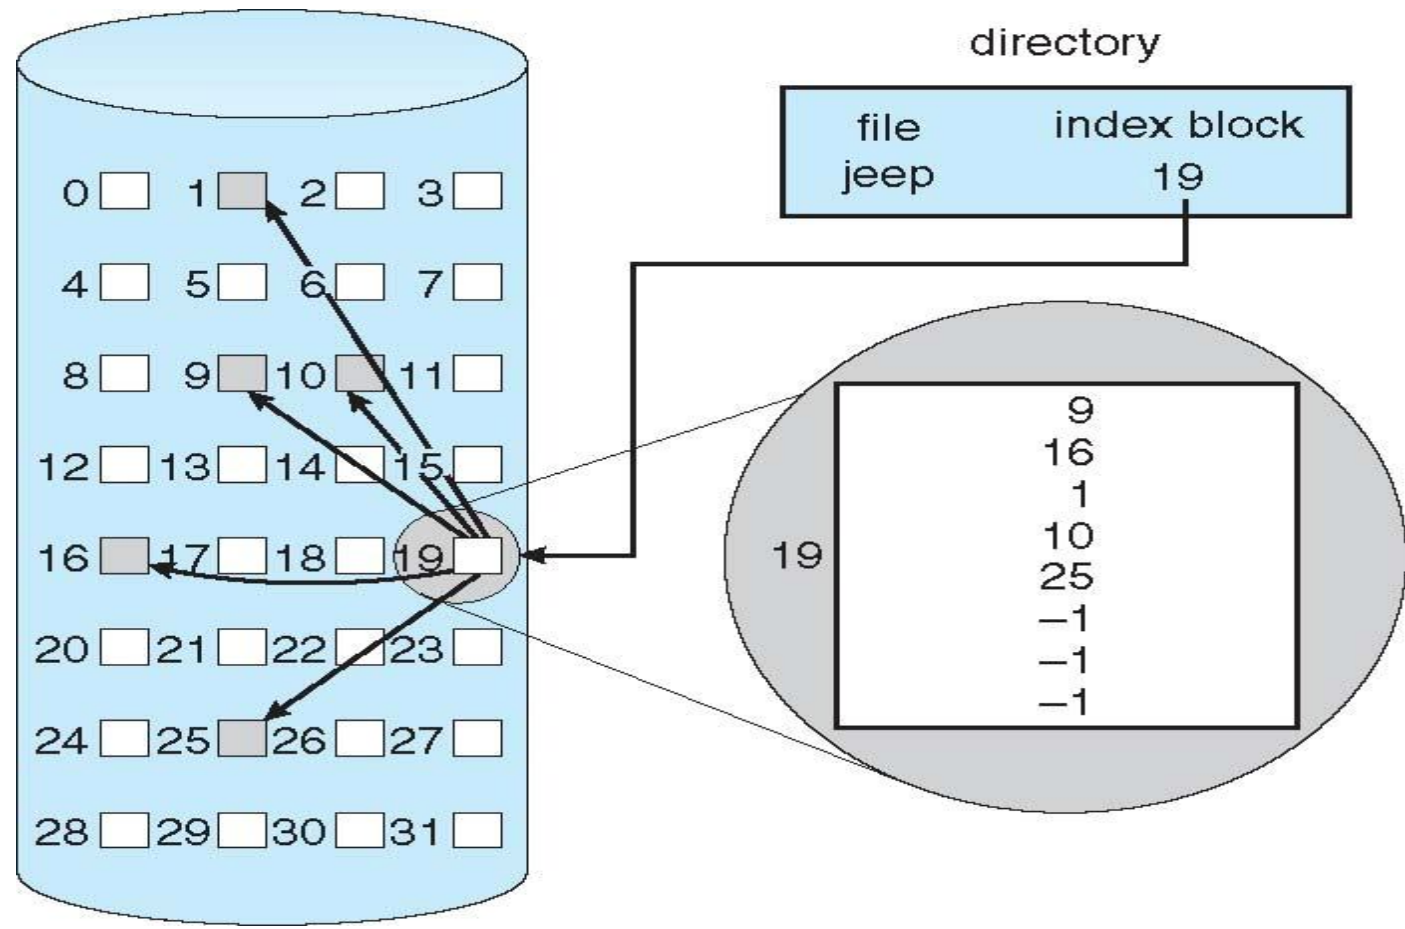 directory
file index block
jeep 19
0 1 2 3
4 5 6 7
8 9 10 11
12 13 14 15
16 17 18 19
20 21 22 23
24 25 26 27
28 29 30 31
19
9
16
1
10
25
–1
–1
–1